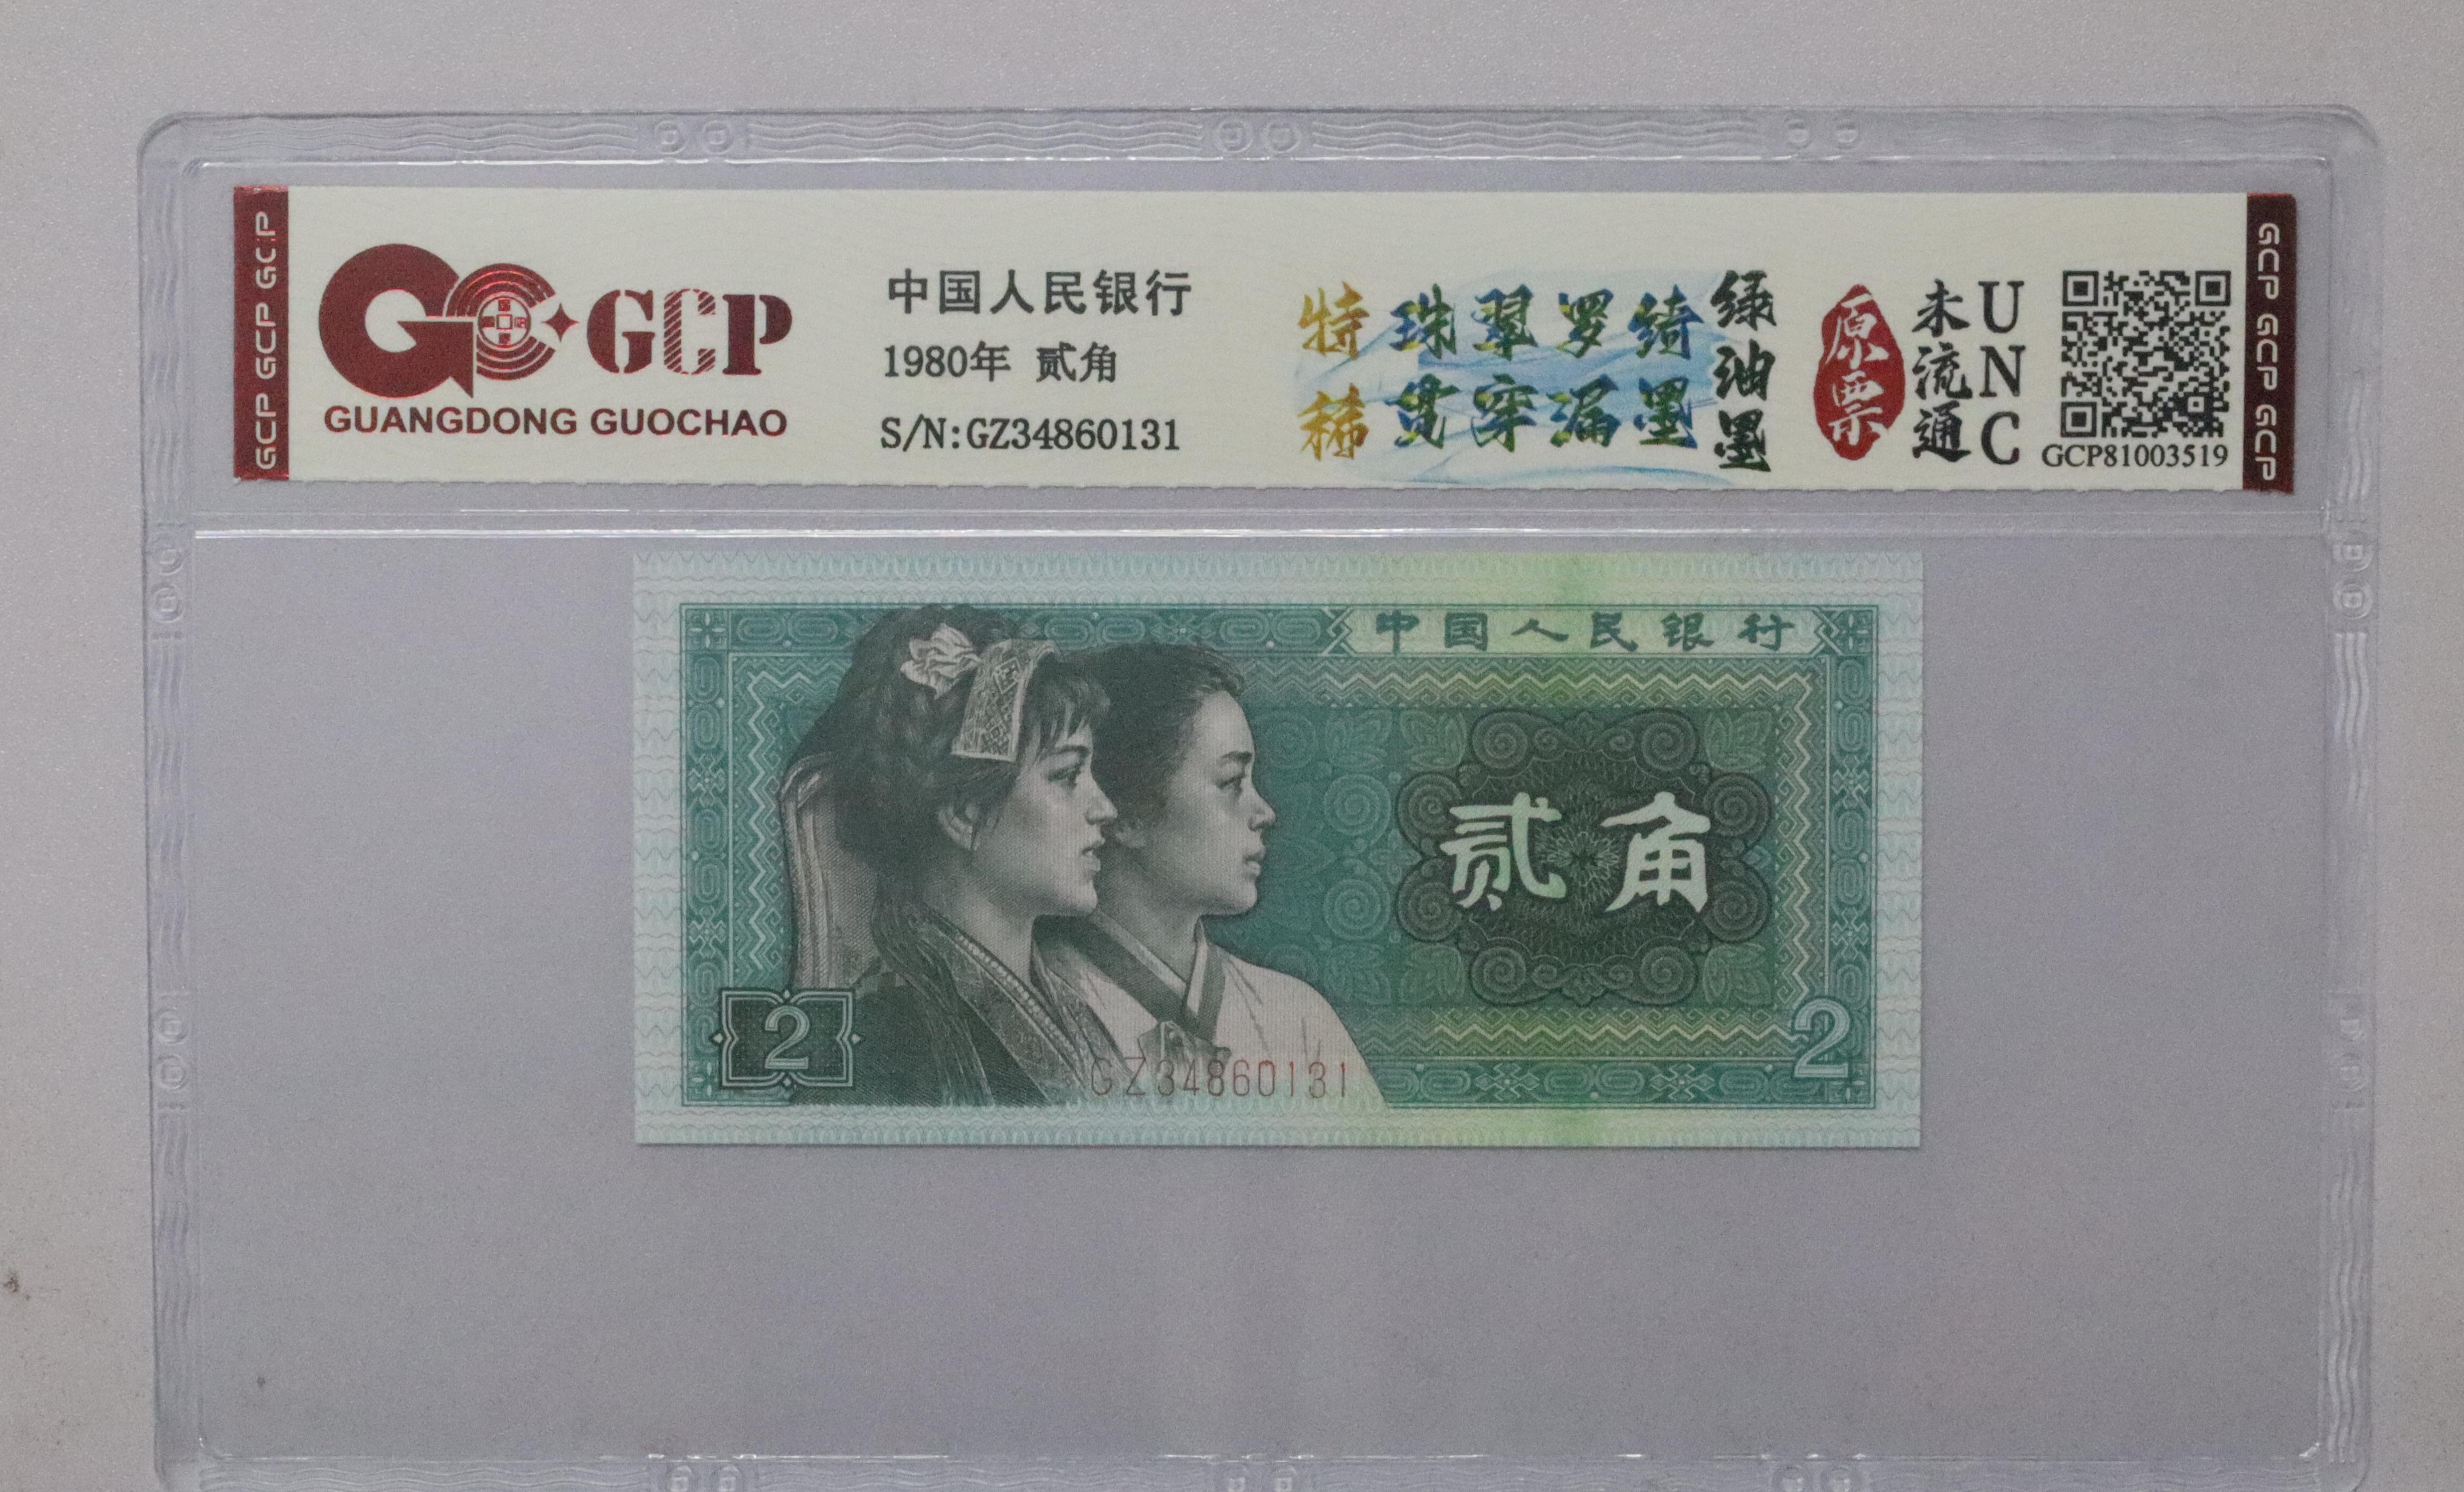 GCP GCP GCP
GCP
GUANGDONG GUOCHAO
中国人民银行
1980年 贰角
S/N:GZ34860131
特稀
珠翠罗绮
贯穿漏墨
绿油墨
原票
未流通
UNC
GCP81003519
GCP GCP GCP
中国人民银行
贰角
2
2
GZ34860131